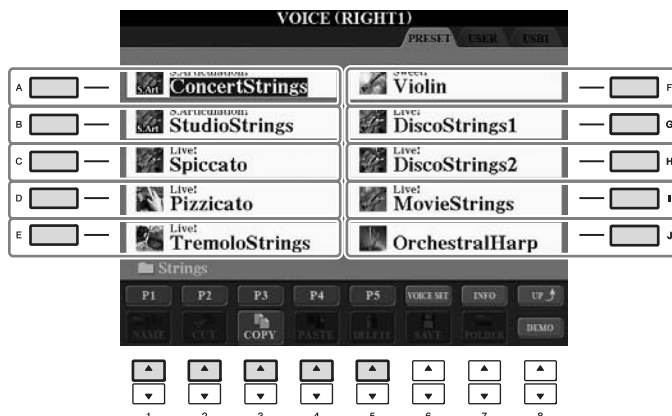 VOICE (RIGHT1)
PRESET USER USB1
A S.Art S.Articulation! ConcertStrings
Sweet! Violin F
B S.Art S.Articulation! StudioStrings
Live! DiscoStrings1 G
C Live! Spiccato
Live! DiscoStrings2 H
D Live! Pizzicato
Live! MovieStrings I
E Live! TremoloStrings
OrchestralHarp J
Strings
P1 P2 P3 P4 P5 VOICE SET INFO UP
NAME CUT COPY PASTE DELETE SAVE FOLDER DEMO
1 2 3 4 5 6 7 8